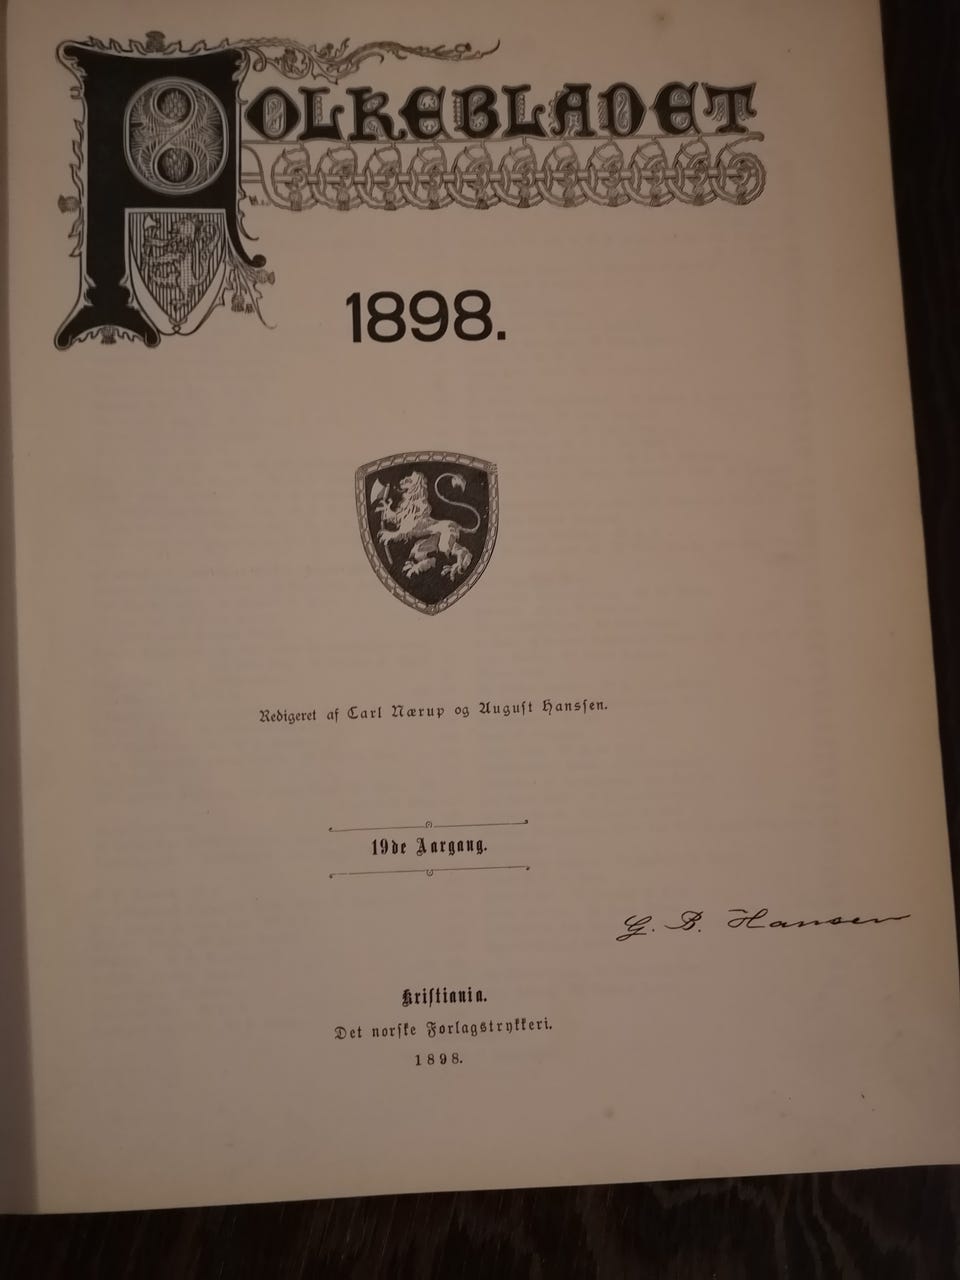 FOLKEBLADET
1898.
Redigeret af Carl Nærup og August Hansſen.
19de Aargang.
G. B. Hansen
Kriſtiania.
Det norſke Forlagstrykkeri.
1898.